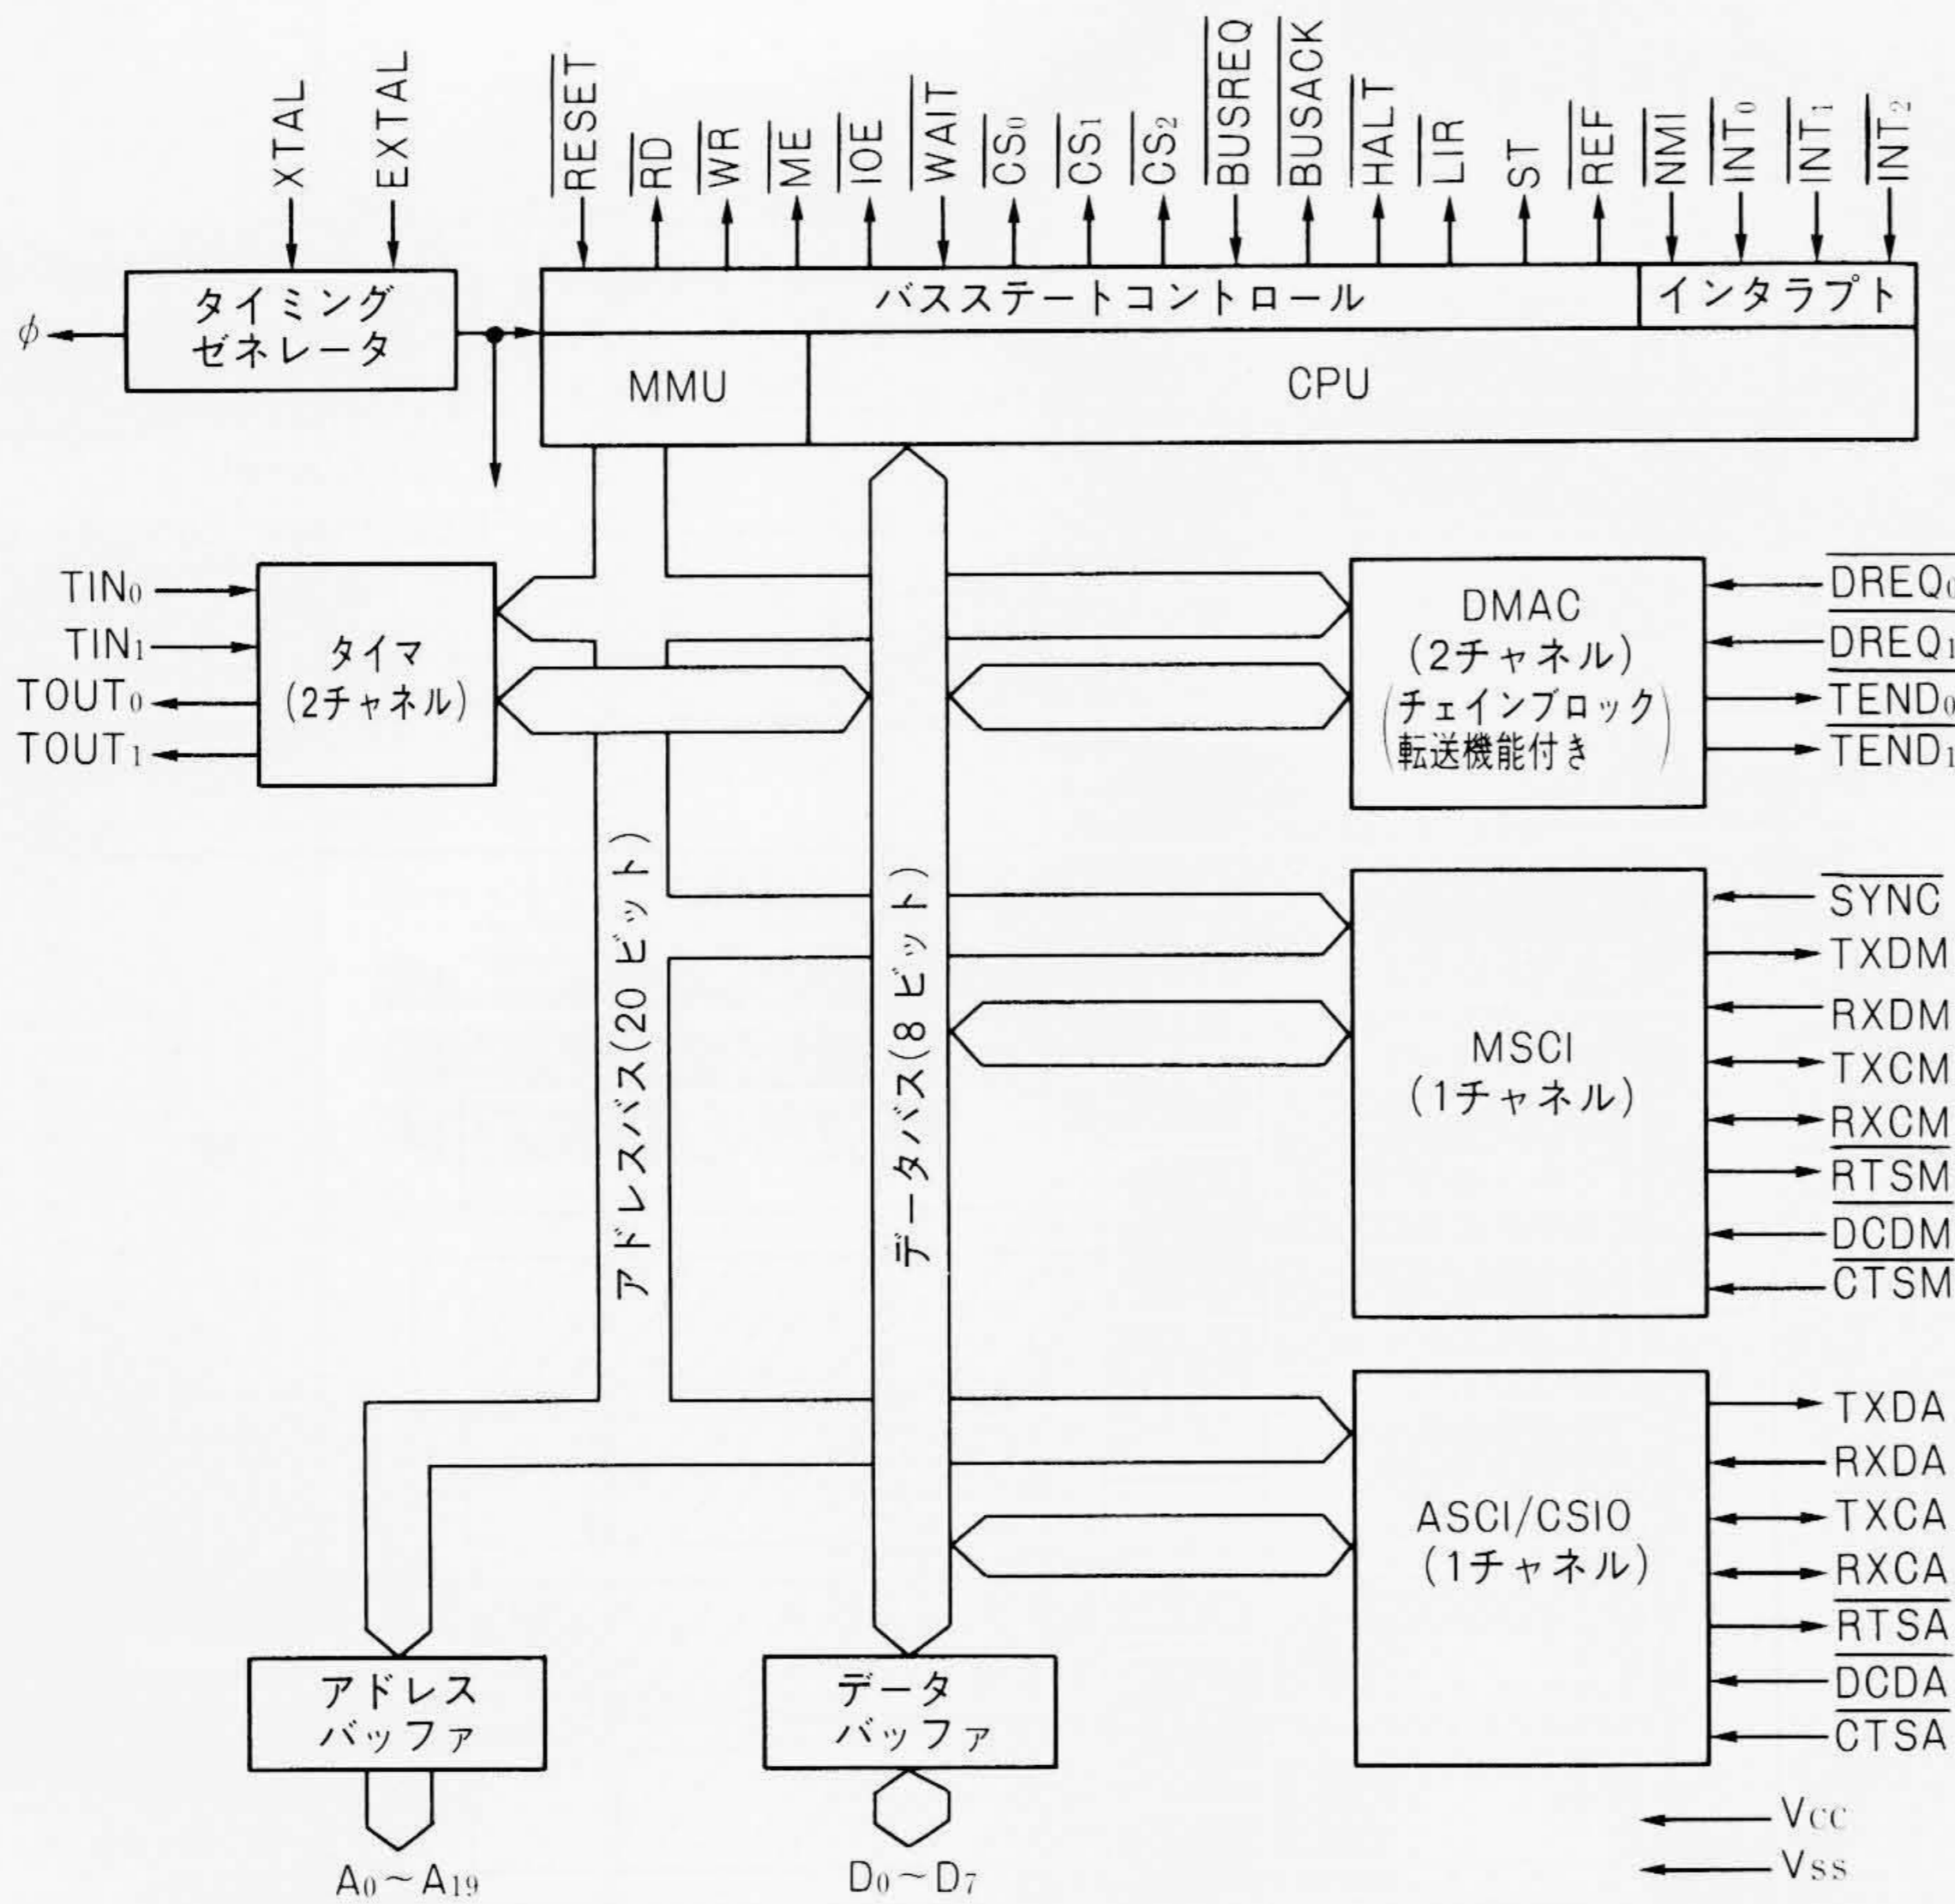 XTAL
EXTAL
RESET
RD
WR
ME
IOE
WAIT
CS0
CS1
CS2
BUSREQ
BUSACK
HALT
LIR
ST
REF
NMI
INT0
INT1
INT2
φ
タイミング
ゼネレータ
バスステートコントロール
インタラプト
MMU
CPU
TIN0
TIN1
TOUT0
TOUT1
タイマ
(2チャネル)
DMAC
(2チャネル)
(チェインブロック
転送機能付き)
DREQ0
DREQ1
TEND0
TEND1
アドレスバス(20ビット)
データバス(8ビット)
MSCI
(1チャネル)
SYNC
TXDM
RXDM
TXCM
RXCM
RTSM
DCDM
CTSM
ASCI/CSIO
(1チャネル)
TXDA
RXDA
TXCA
RXCA
RTSA
DCDA
CTSA
アドレス
バッファ
データ
バッファ
A0~A19
D0~D7
Vcc
Vss